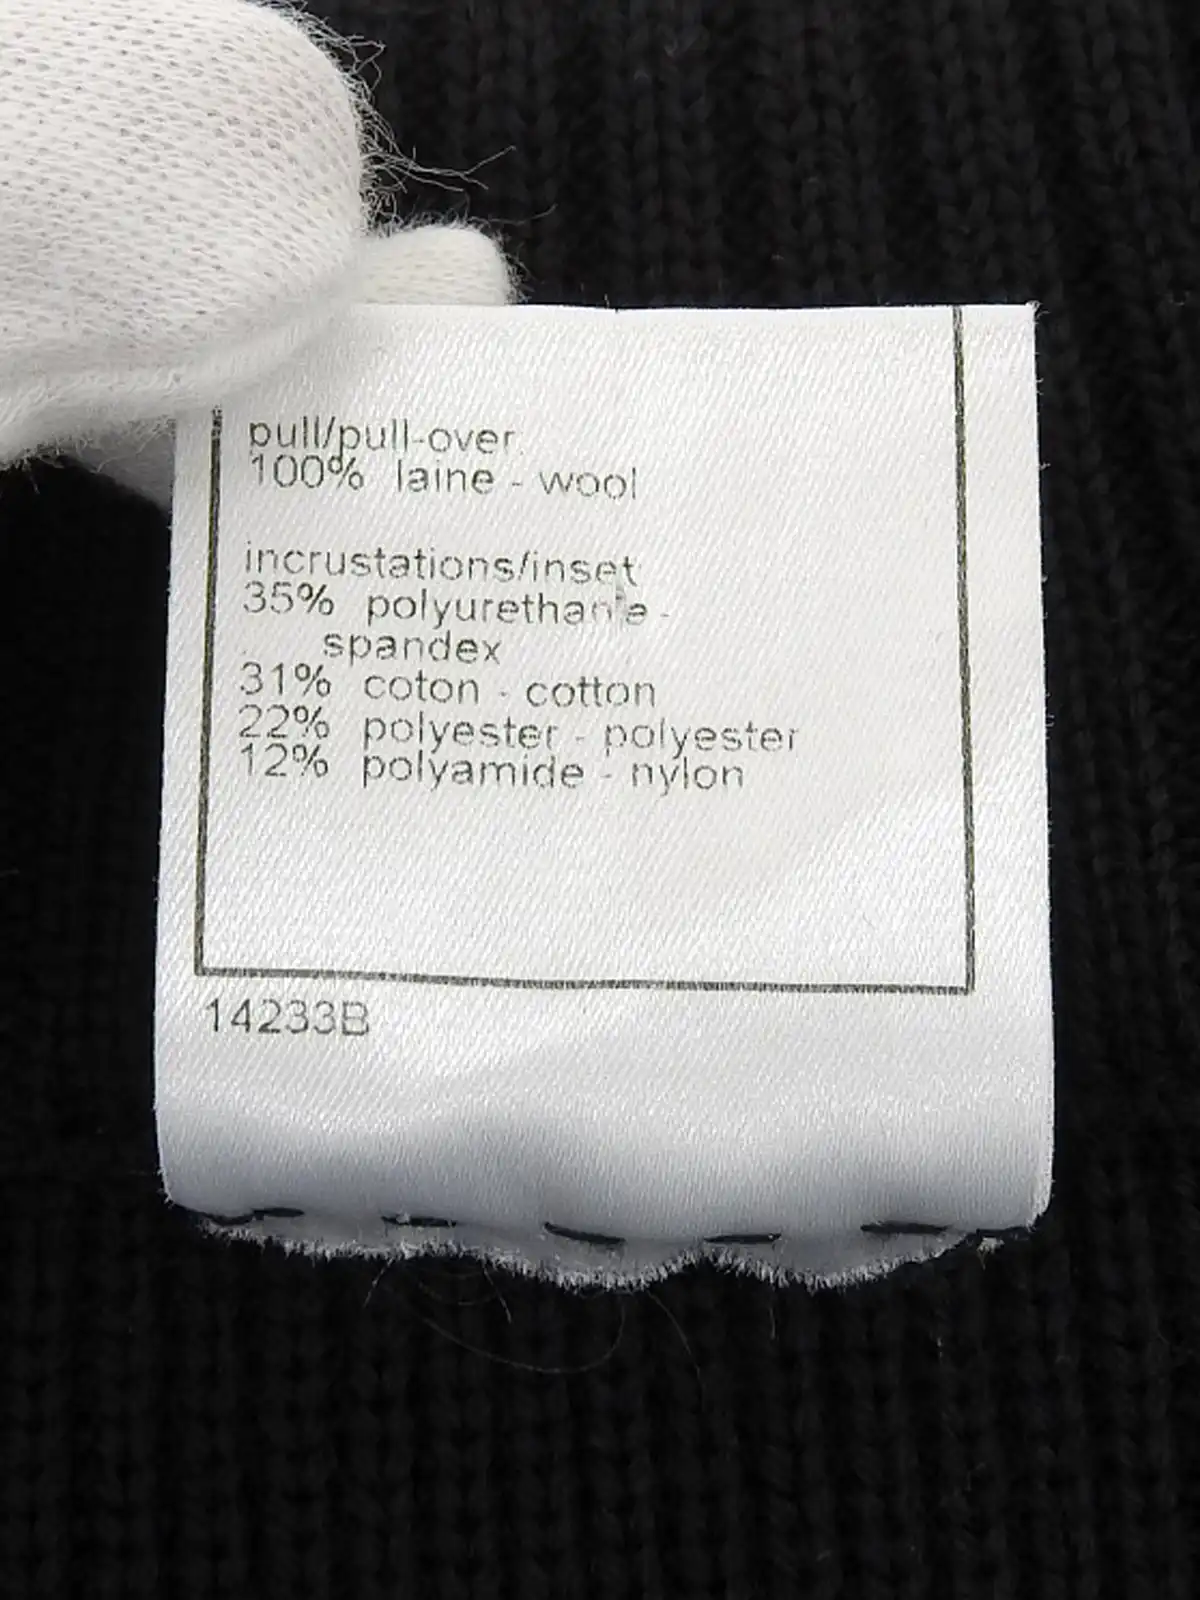 pull/pull-over:
100% laine - wool
incrustations/inset
35% polyurethane -
spandex
31% coton - cotton
22% polyester - polyester
12% polyamide - nylon
14233B